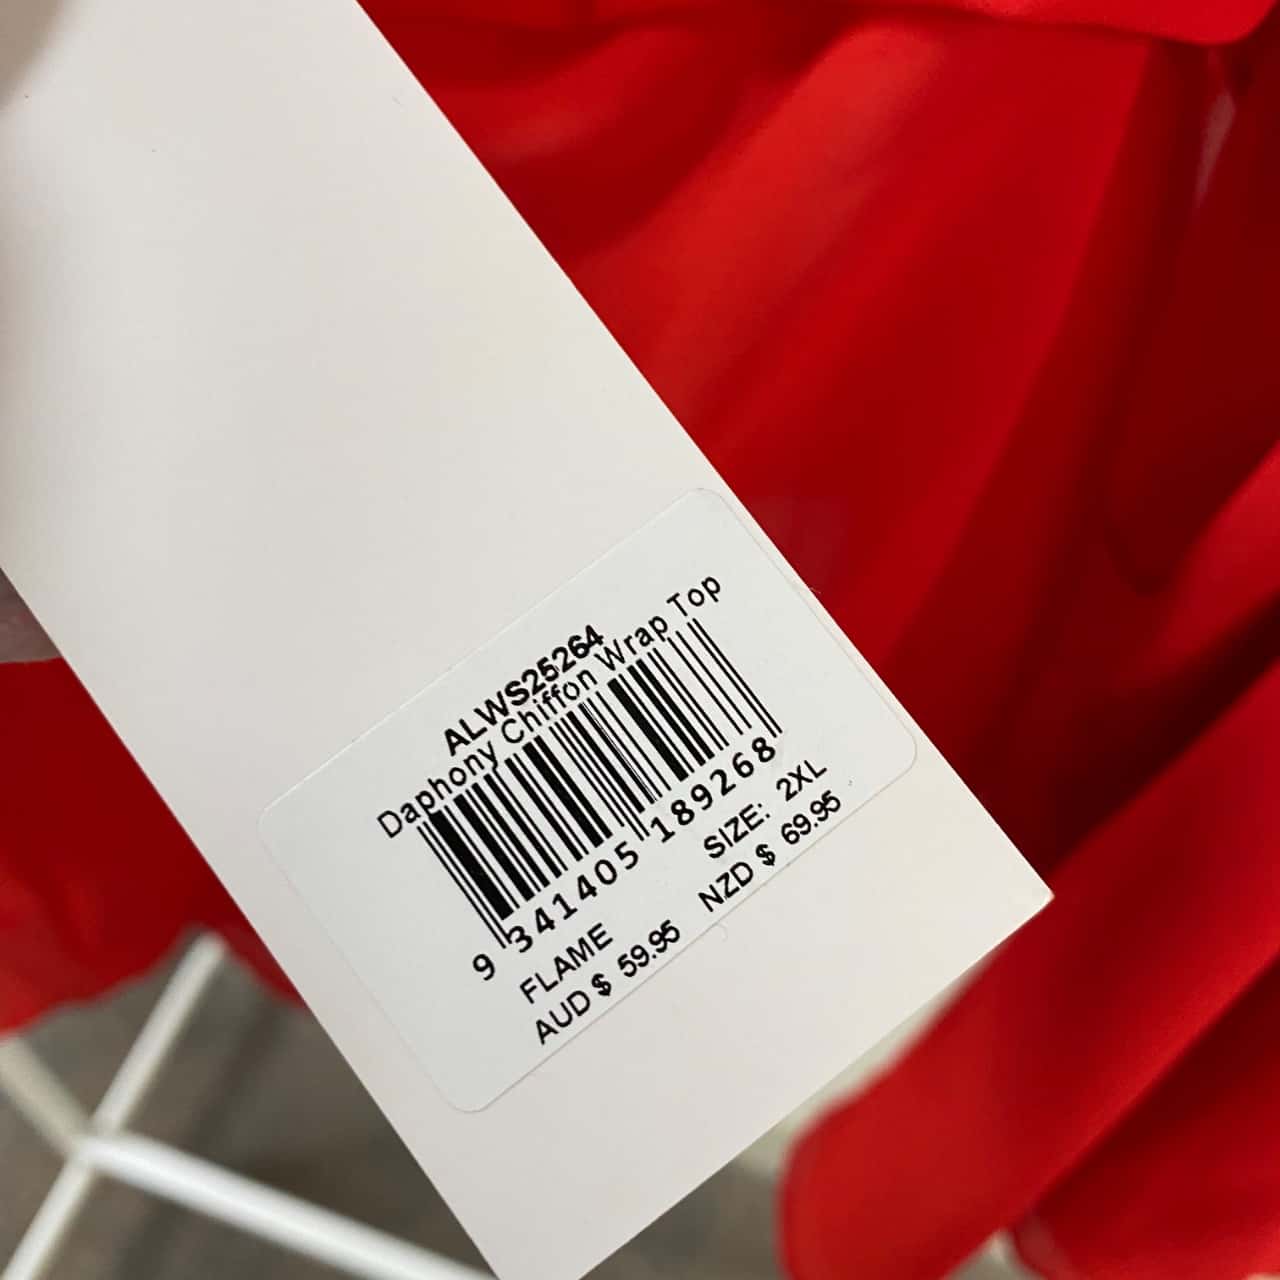 ALWS25264
Daphony Chiffon Wrap Top
9 341405 189268
FLAME SIZE: 2XL
AUD $ 59.95 NZD $ 69.95